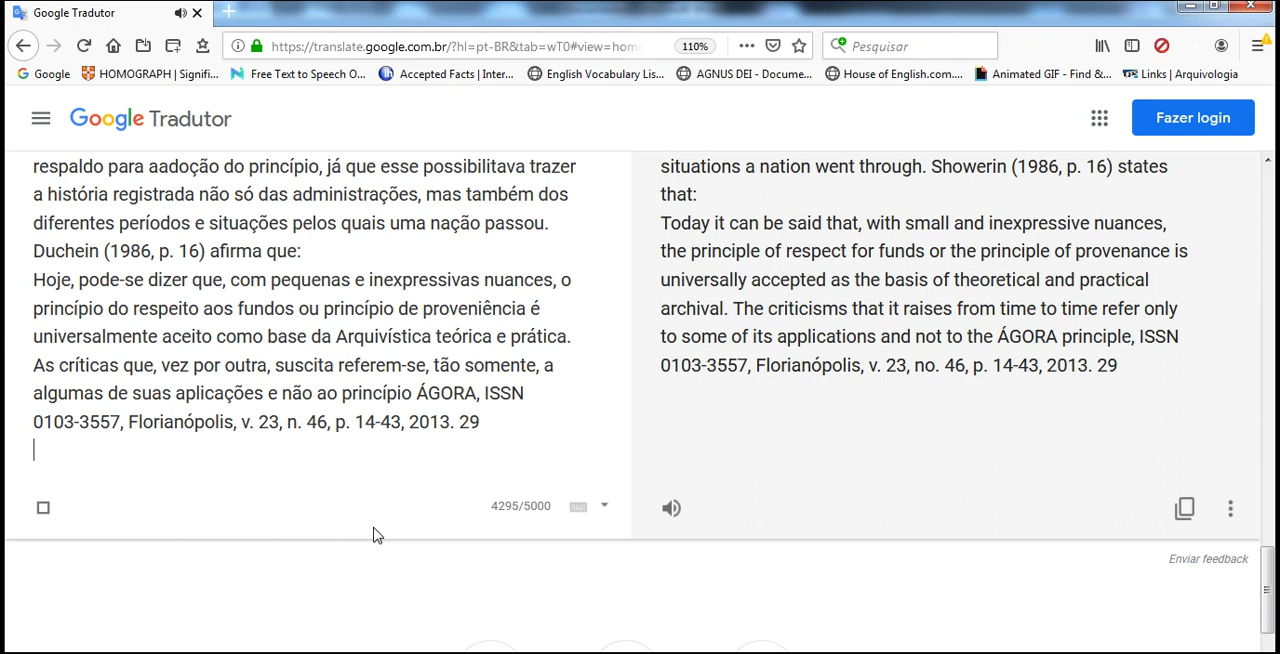 Google Tradutor
https://translate.google.com.br/?hl=pt-BR&tab=wT0#view=hom
110%
Pesquisar
Google
HOMOGRAPH | Signifi...
Free Text to Speech O...
Accepted Facts | Inter...
English Vocabulary Lis...
AGNUS DEI - Docume...
House of English.com....
Animated GIF - Find &...
Links | Arquivologia
Google Tradutor
Fazer login
respaldo para aadoção do princípio, já que esse possibilitava trazer
a história registrada não só das administrações, mas também dos
diferentes períodos e situações pelos quais uma nação passou.
Duchein (1986, p. 16) afirma que:
Hoje, pode-se dizer que, com pequenas e inexpressivas nuances, o
princípio do respeito aos fundos ou princípio de proveniência é
universalmente aceito como base da Arquivística teórica e prática.
As críticas que, vez por outra, suscita referem-se, tão somente, a
algumas de suas aplicações e não ao princípio ÁGORA, ISSN
0103-3557, Florianópolis, v. 23, n. 46, p. 14-43, 2013. 29
4295/5000
situations a nation went through. Showerin (1986, p. 16) states
that:
Today it can be said that, with small and inexpressive nuances,
the principle of respect for funds or the principle of provenance is
universally accepted as the basis of theoretical and practical
archival. The criticisms that it raises from time to time refer only
to some of its applications and not to the ÁGORA principle, ISSN
0103-3557, Florianópolis, v. 23, no. 46, p. 14-43, 2013. 29
Enviar feedback